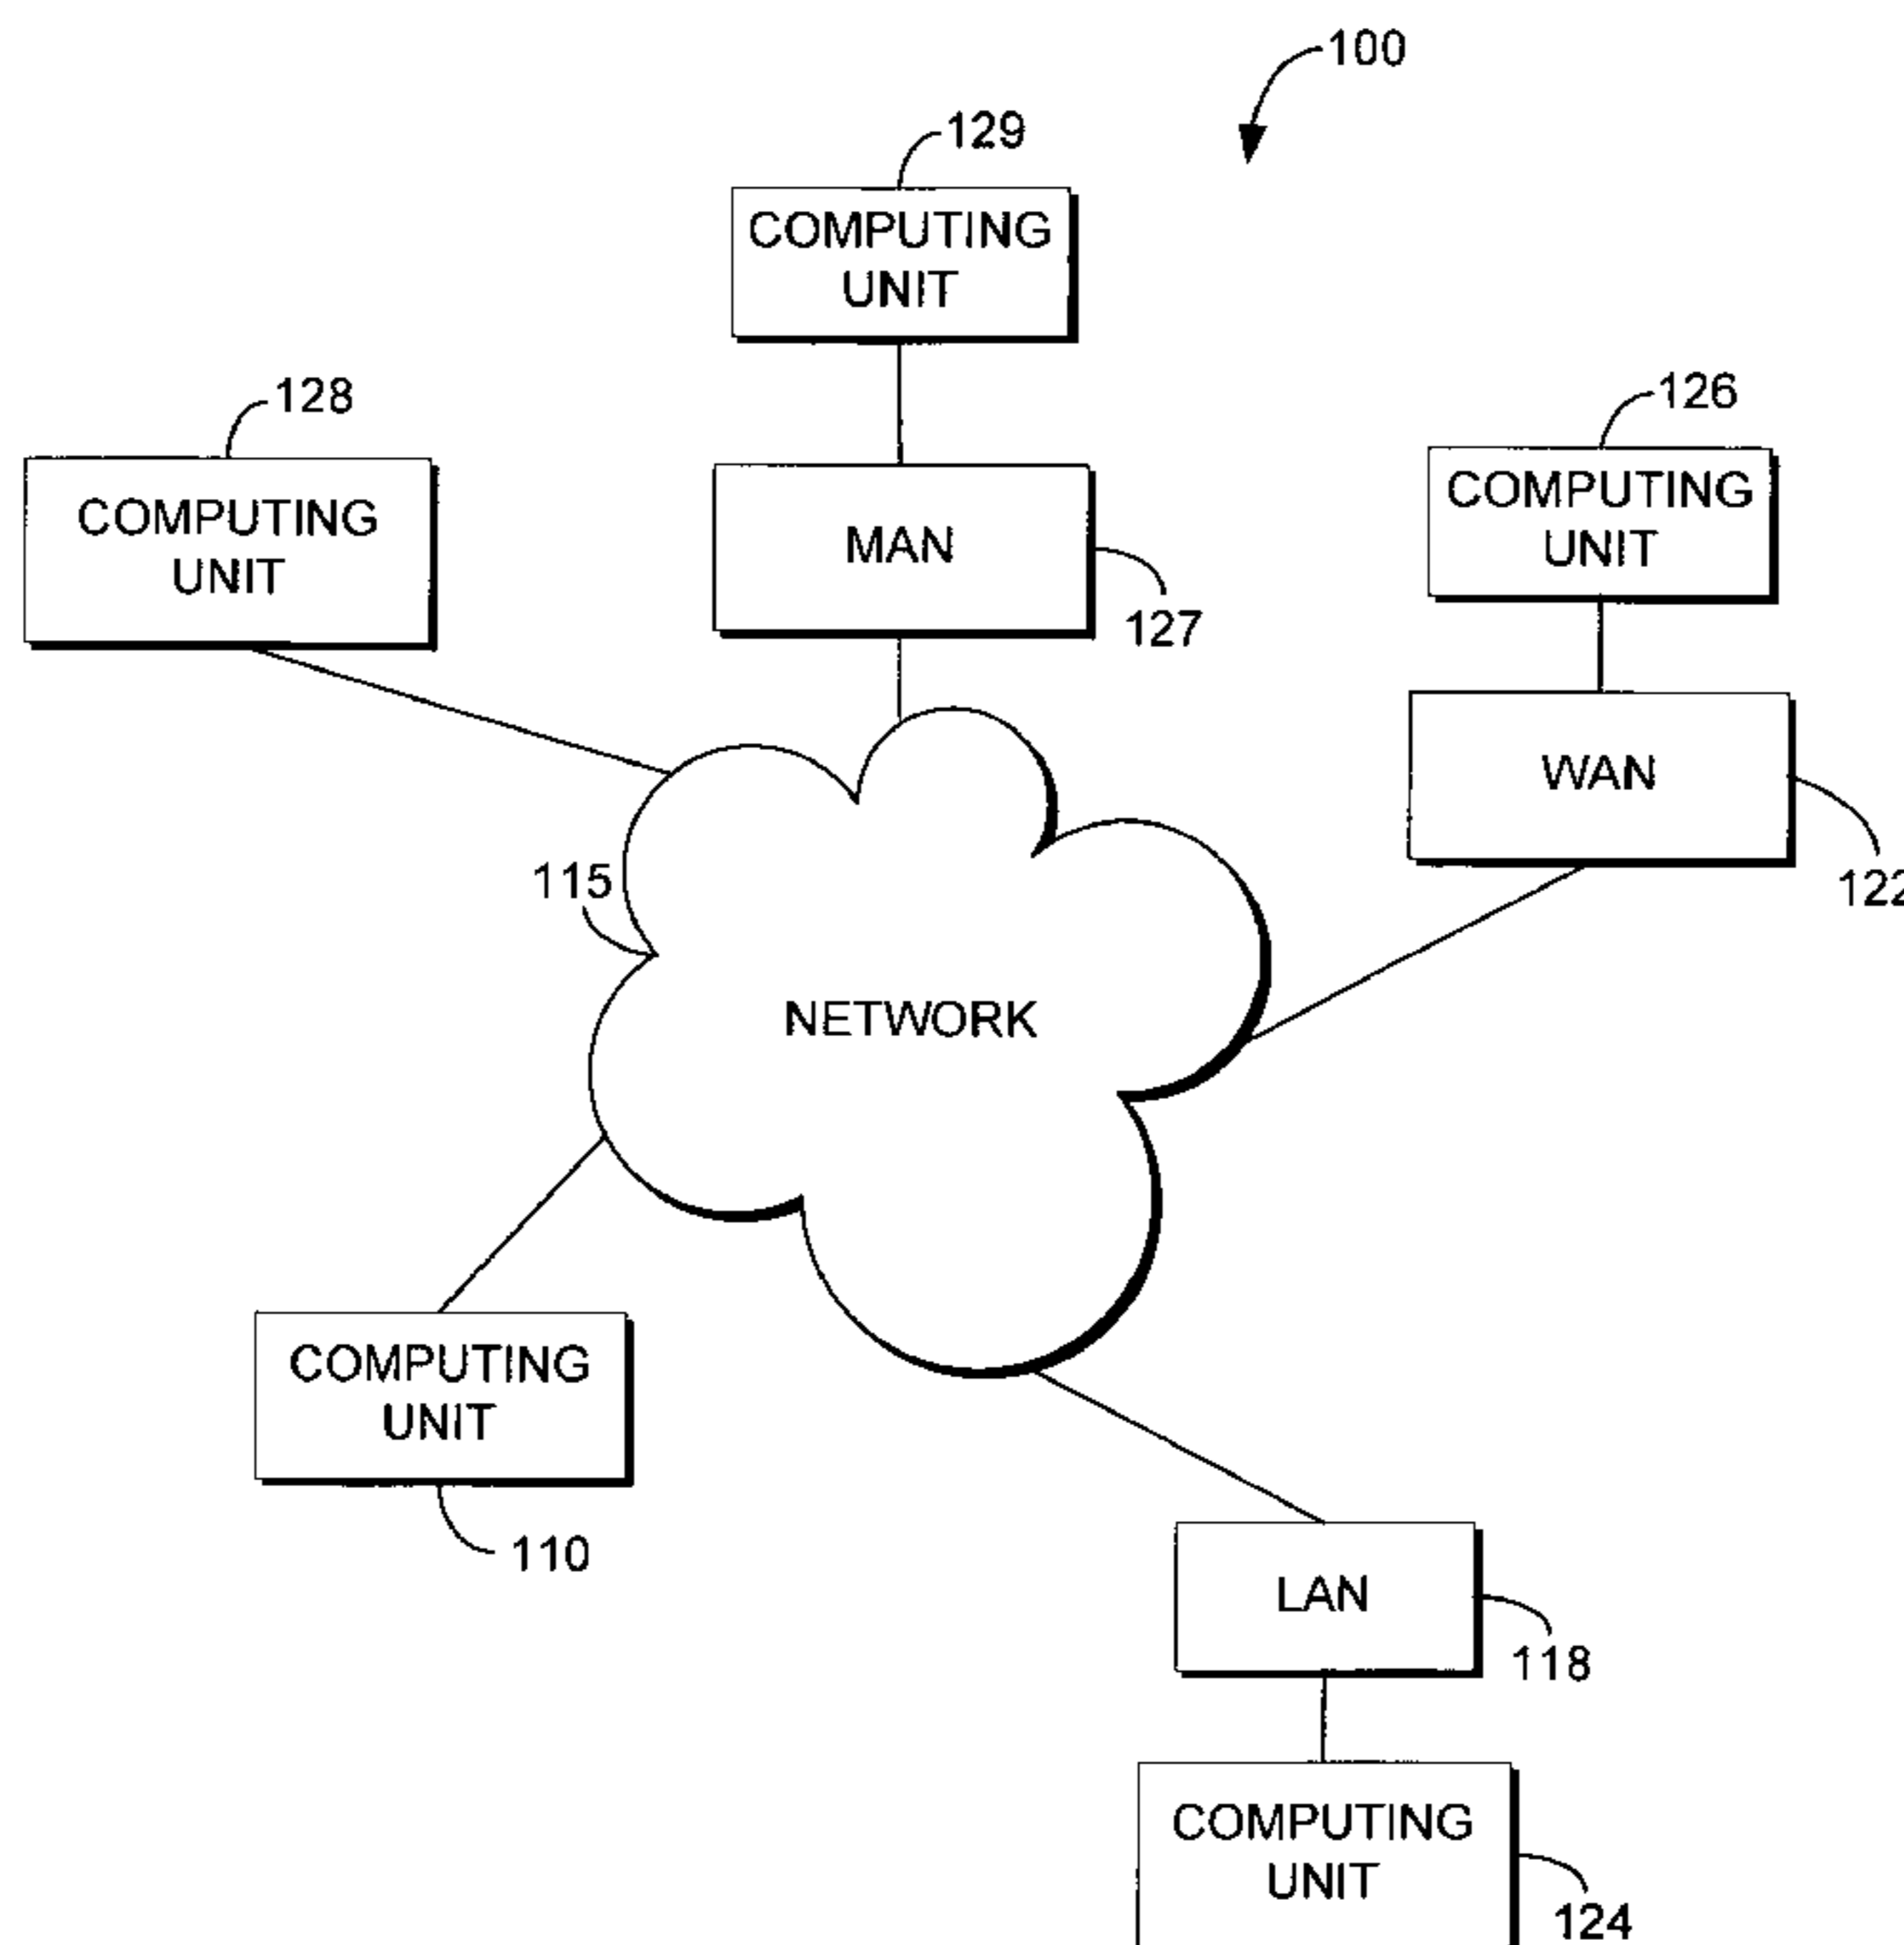 100
129
COMPUTING
UNIT
128
COMPUTING
UNIT
MAN
127
126
COMPUTING
UNIT
WAN
122
115
NETWORK
COMPUTING
UNIT
110
LAN
118
COMPUTING
UNIT
124